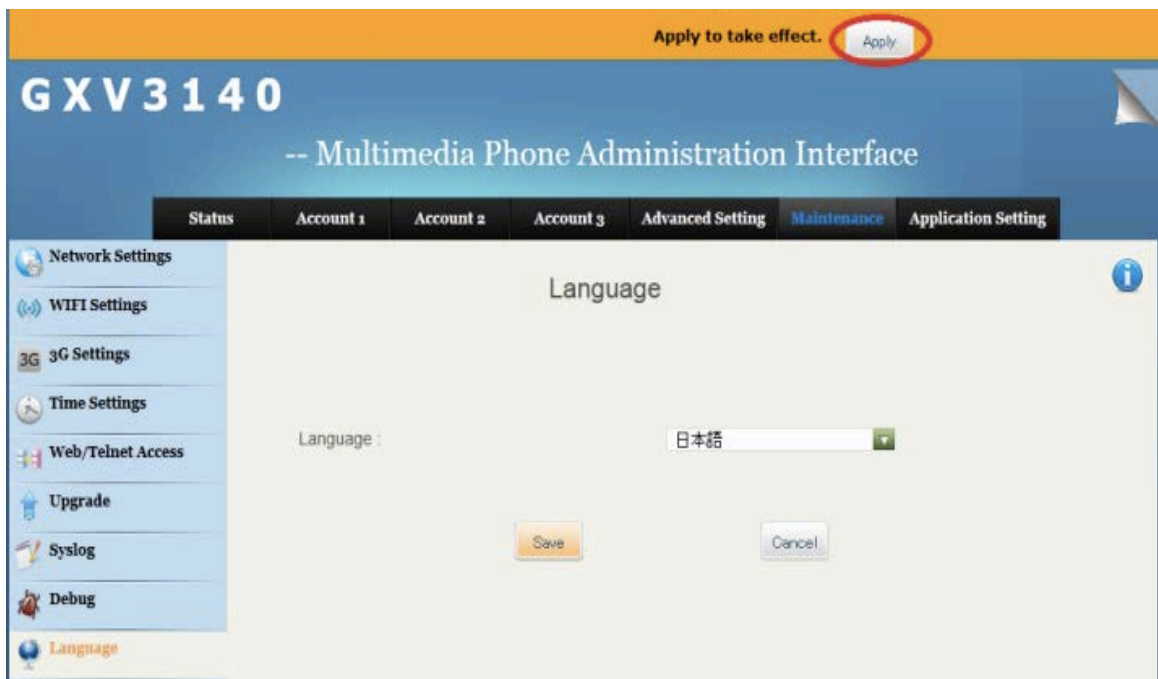 Apply to take effect. Apply
GXV3140
-- Multimedia Phone Administration Interface
Status Account 1 Account 2 Account 3 Advanced Setting Maintenance Application Setting
Network Settings
WIFI Settings
3G 3G Settings
Time Settings
Web/Telnet Access
Upgrade
Syslog
Debug
Language
Language
Language : 日本語
Save Cancel